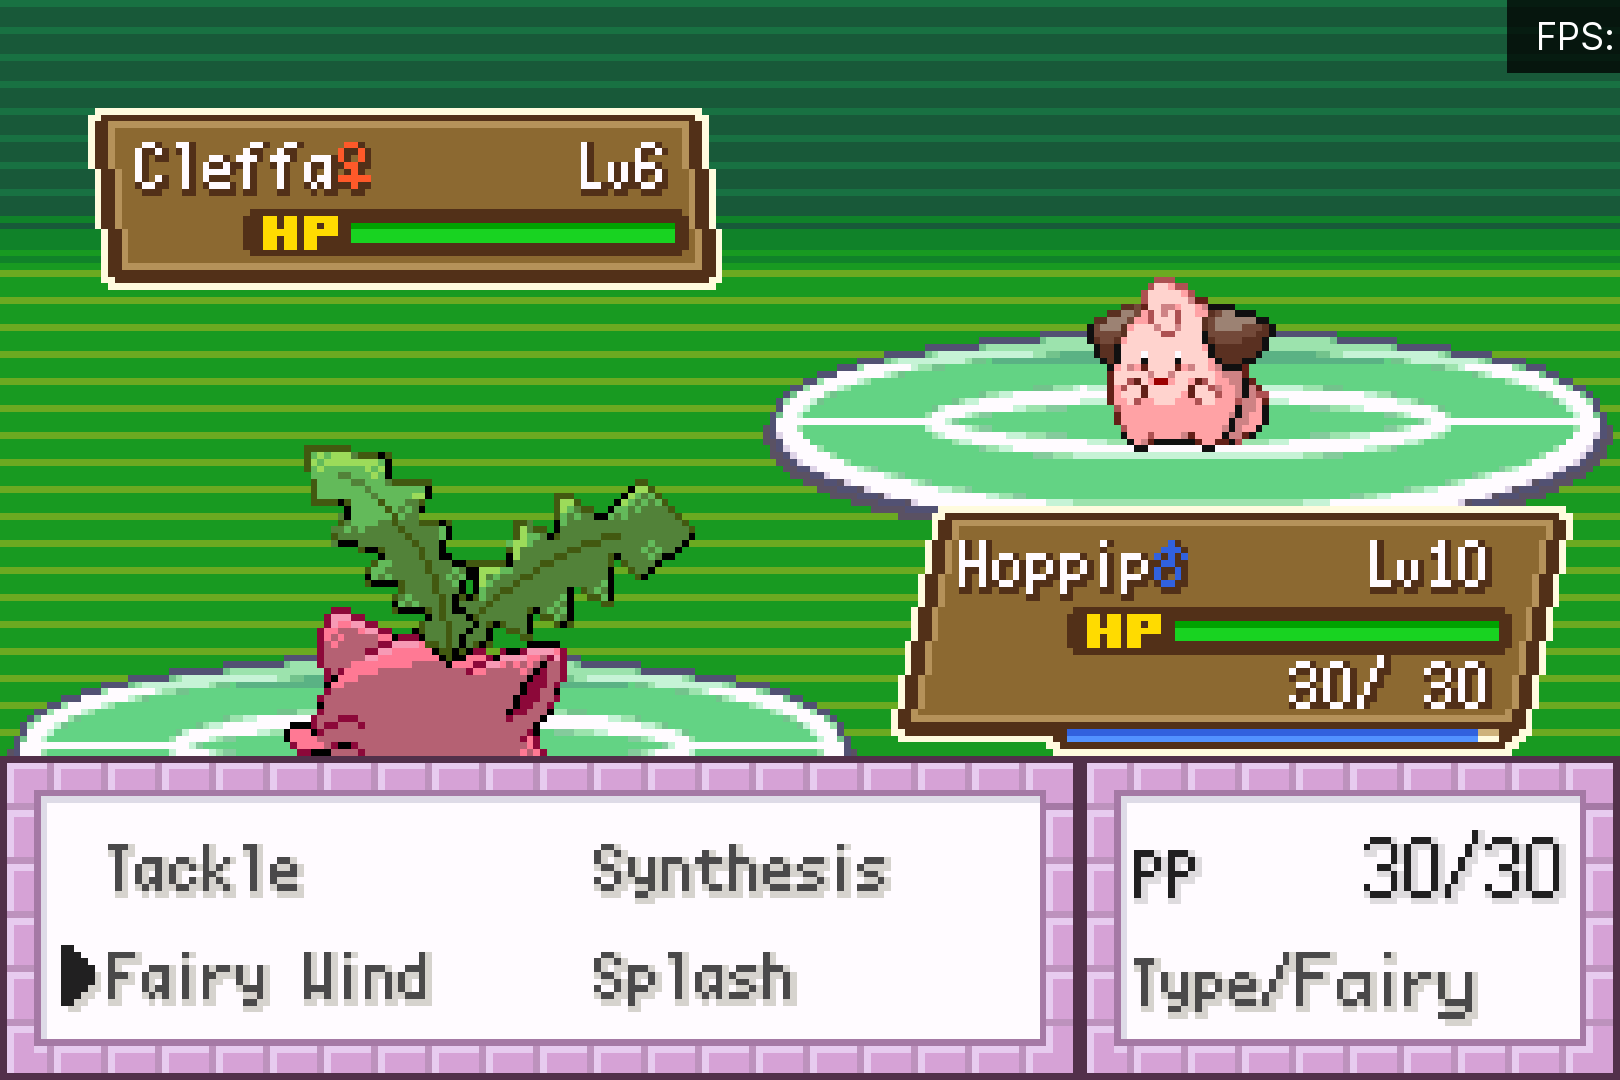 FPS:
Cleffa♀ Lv6
HP
Hoppip♂ Lv10
HP
30/ 30
Tackle Synthesis
Fairy Wind Splash
PP 30/30
Type/Fairy